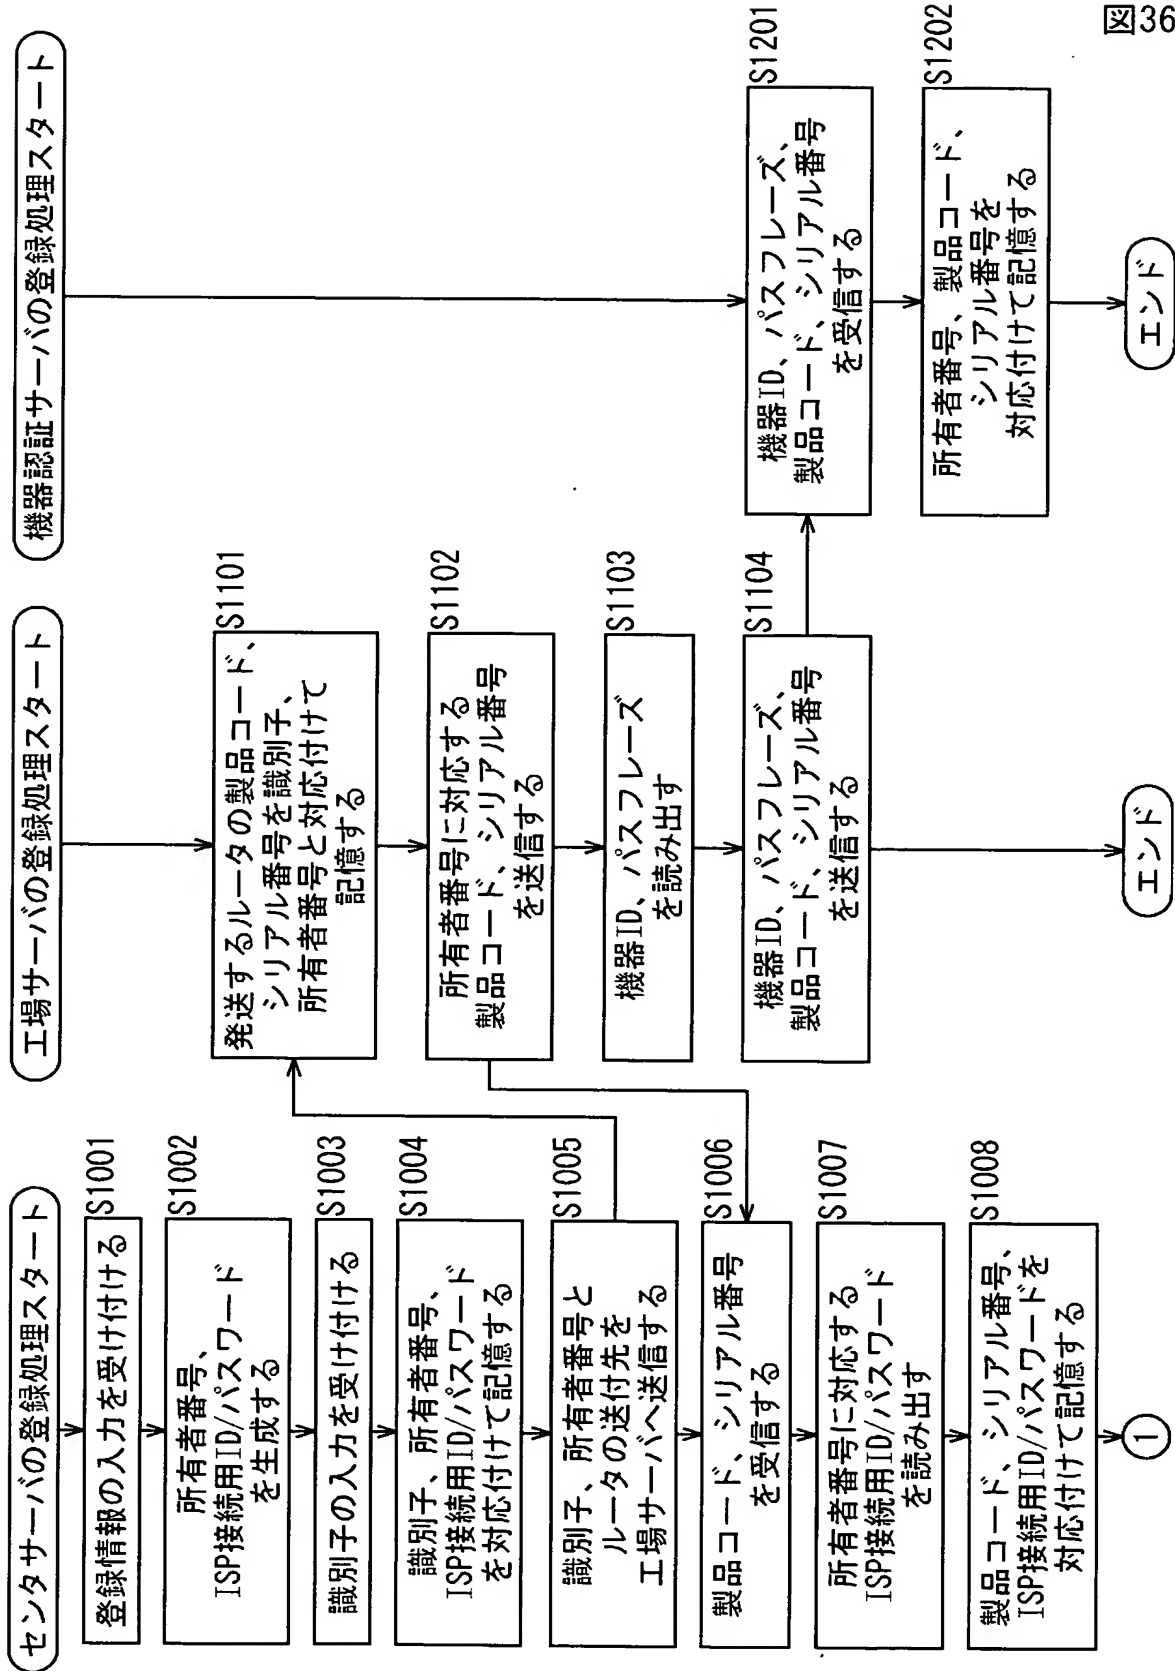 図36
センタサーバの登録処理スタート
S1001
登録情報の入力を受け付ける
S1002
所有者番号、
ISP接続用ID/パスワード
を生成する
S1003
識別子の入力を受け付ける
S1004
識別子、所有者番号、
ISP接続用ID/パスワード
を対応付けて記憶する
S1005
識別子、所有者番号と
ルータの送付先を
工場サーバへ送信する
S1006
製品コード、シリアル番号
を受信する
S1007
所有者番号に対応する
ISP接続用ID/パスワード
を読み出す
S1008
製品コード、シリアル番号、
ISP接続用ID/パスワードを
対応付けて記憶する
1
工場サーバの登録処理スタート
S1101
発送するルータの製品コード、
シリアル番号を識別子、
所有者番号と対応付けて
記憶する
S1102
所有者番号に対応する
製品コード、シリアル番号
を送信する
S1103
機器ID、パスフレーズ
を読み出す
S1104
機器ID、パスフレーズ、
製品コード、シリアル番号
を送信する
エンド
機器認証サーバの登録処理スタート
S1201
機器ID、パスフレーズ、
製品コード、シリアル番号
を受信する
S1202
所有者番号、製品コード、
シリアル番号を
対応付けて記憶する
エンド